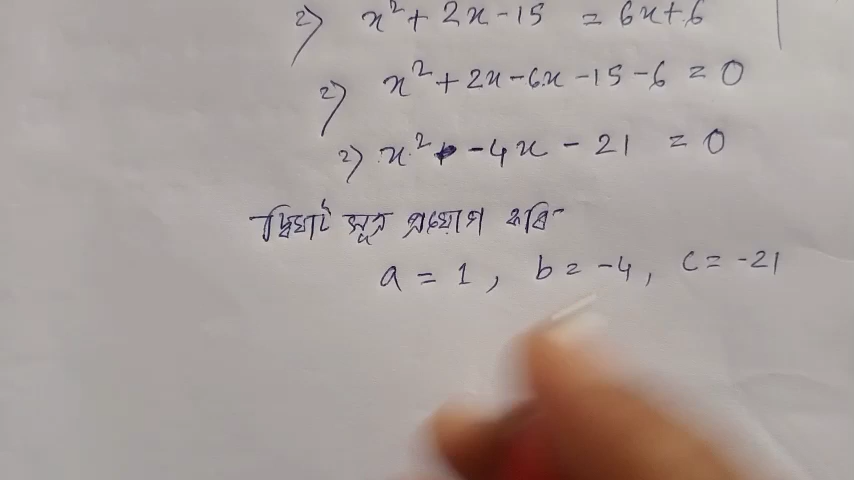 ⇒ x² + 2x - 15 = 6x + 6
⇒ x² + 2x - 6x - 15 - 6 = 0
⇒ x² - 4x - 21 = 0
দ্বিঘাট সূত্ৰ প্ৰয়োগ কৰি-
a = 1, b = -4, c = -21